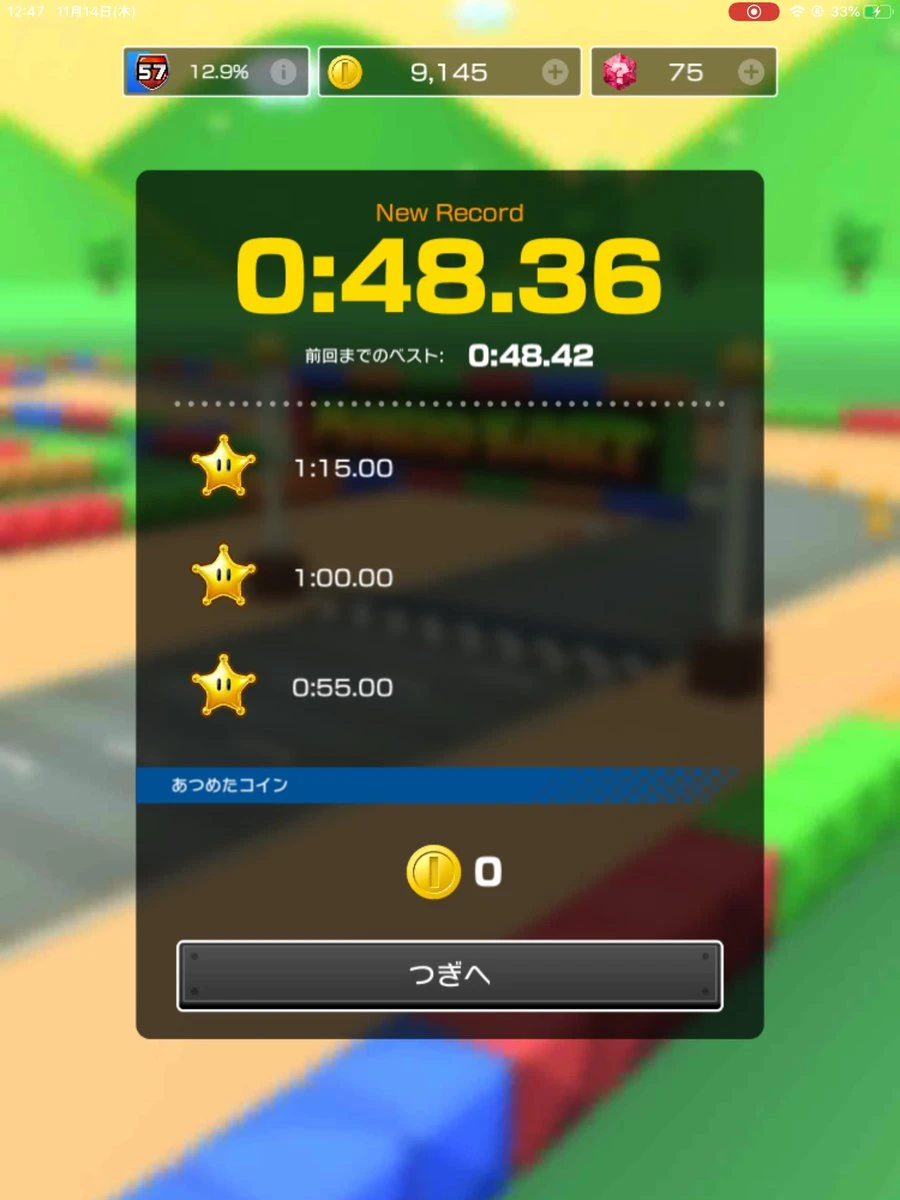 12:47 11月14日(木) 33%
57 12.9% i 9,145 + 75 +
New Record
0:48.36
前回までのベスト: 0:48.42
1:15.00
1:00.00
0:55.00
あつめたコイン
0
つぎへ